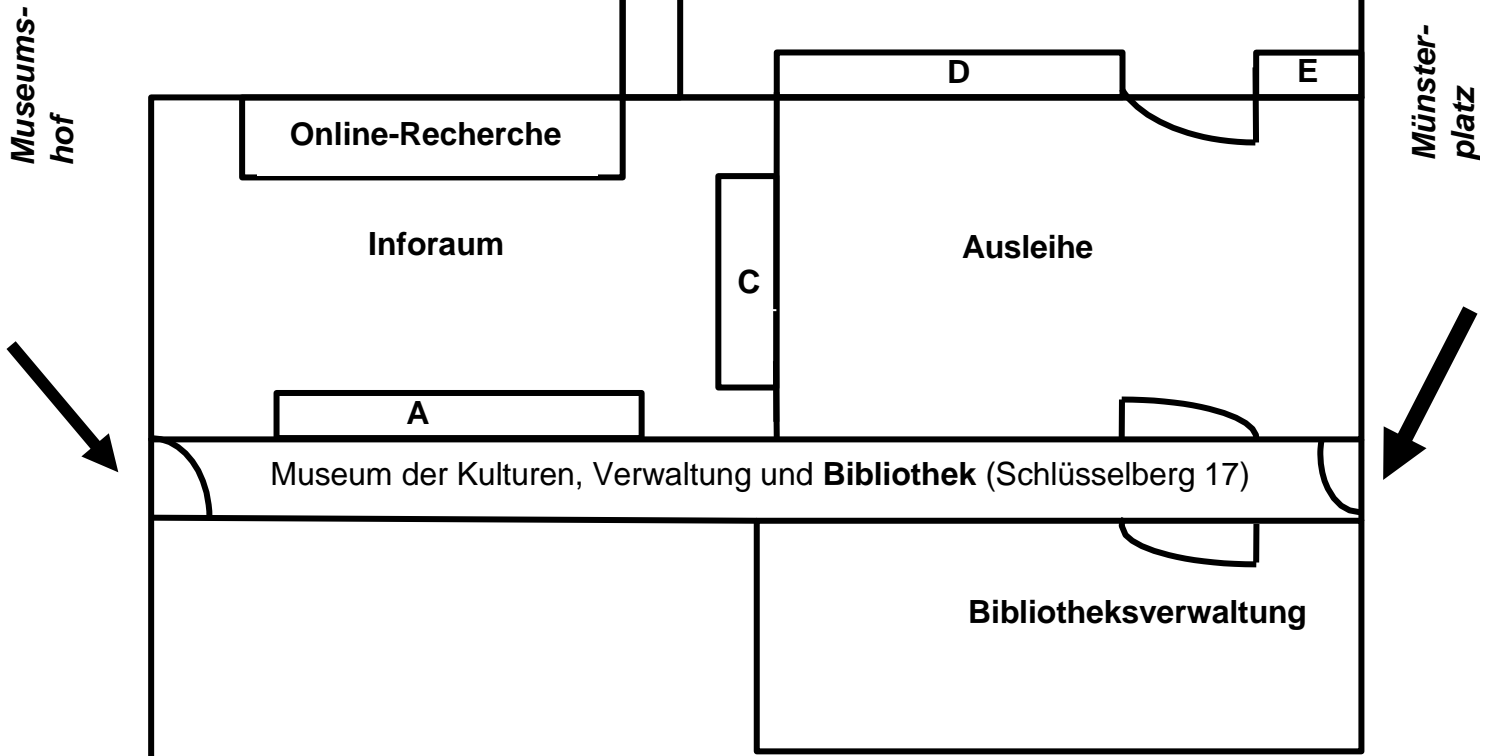 Museums-
hof
Münster-
platz
D
E
Online-Recherche
Inforaum
Ausleihe
C
A
Museum der Kulturen, Verwaltung und Bibliothek (Schlüsselberg 17)
Bibliotheksverwaltung